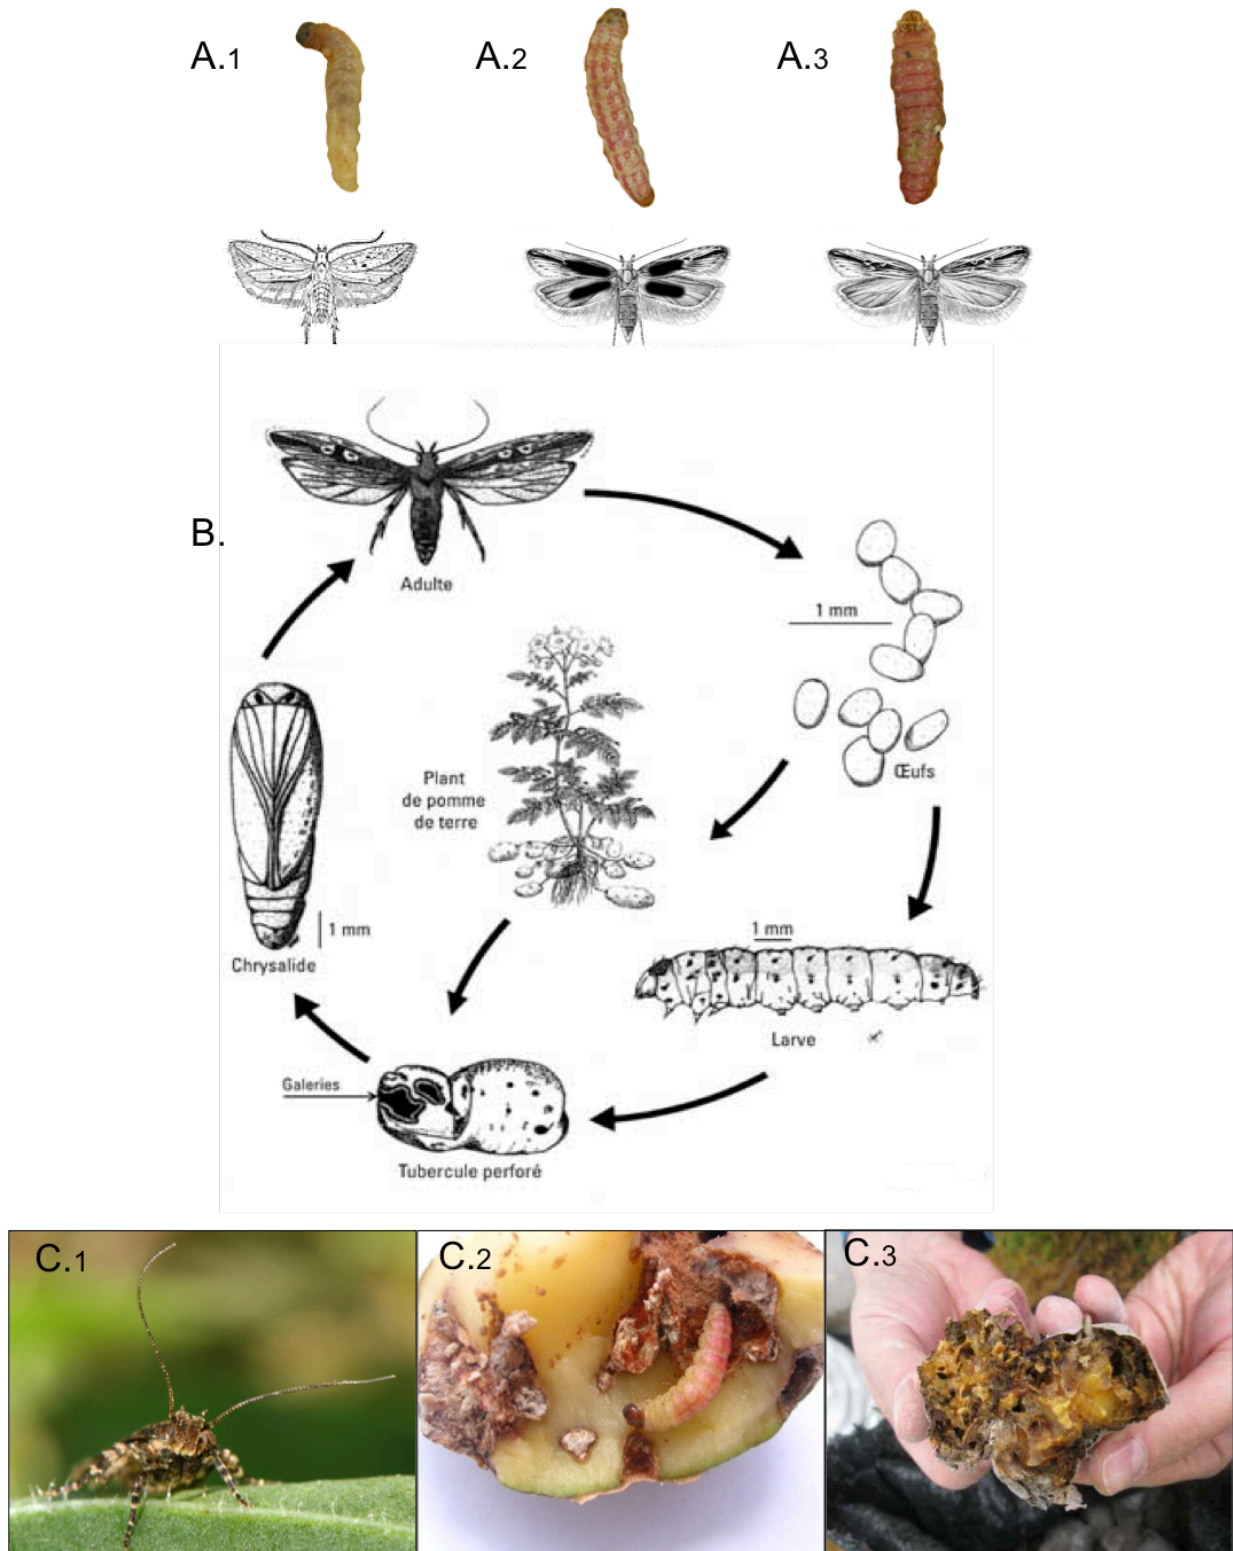 A.1
A.2
A.3
B.
Adulte
1 mm
Œufs
Plant
de pomme
de terre
1 mm
Chrysalide
1 mm
Larve
Galeries
Tubercule perforé
C.1
C.2
C.3